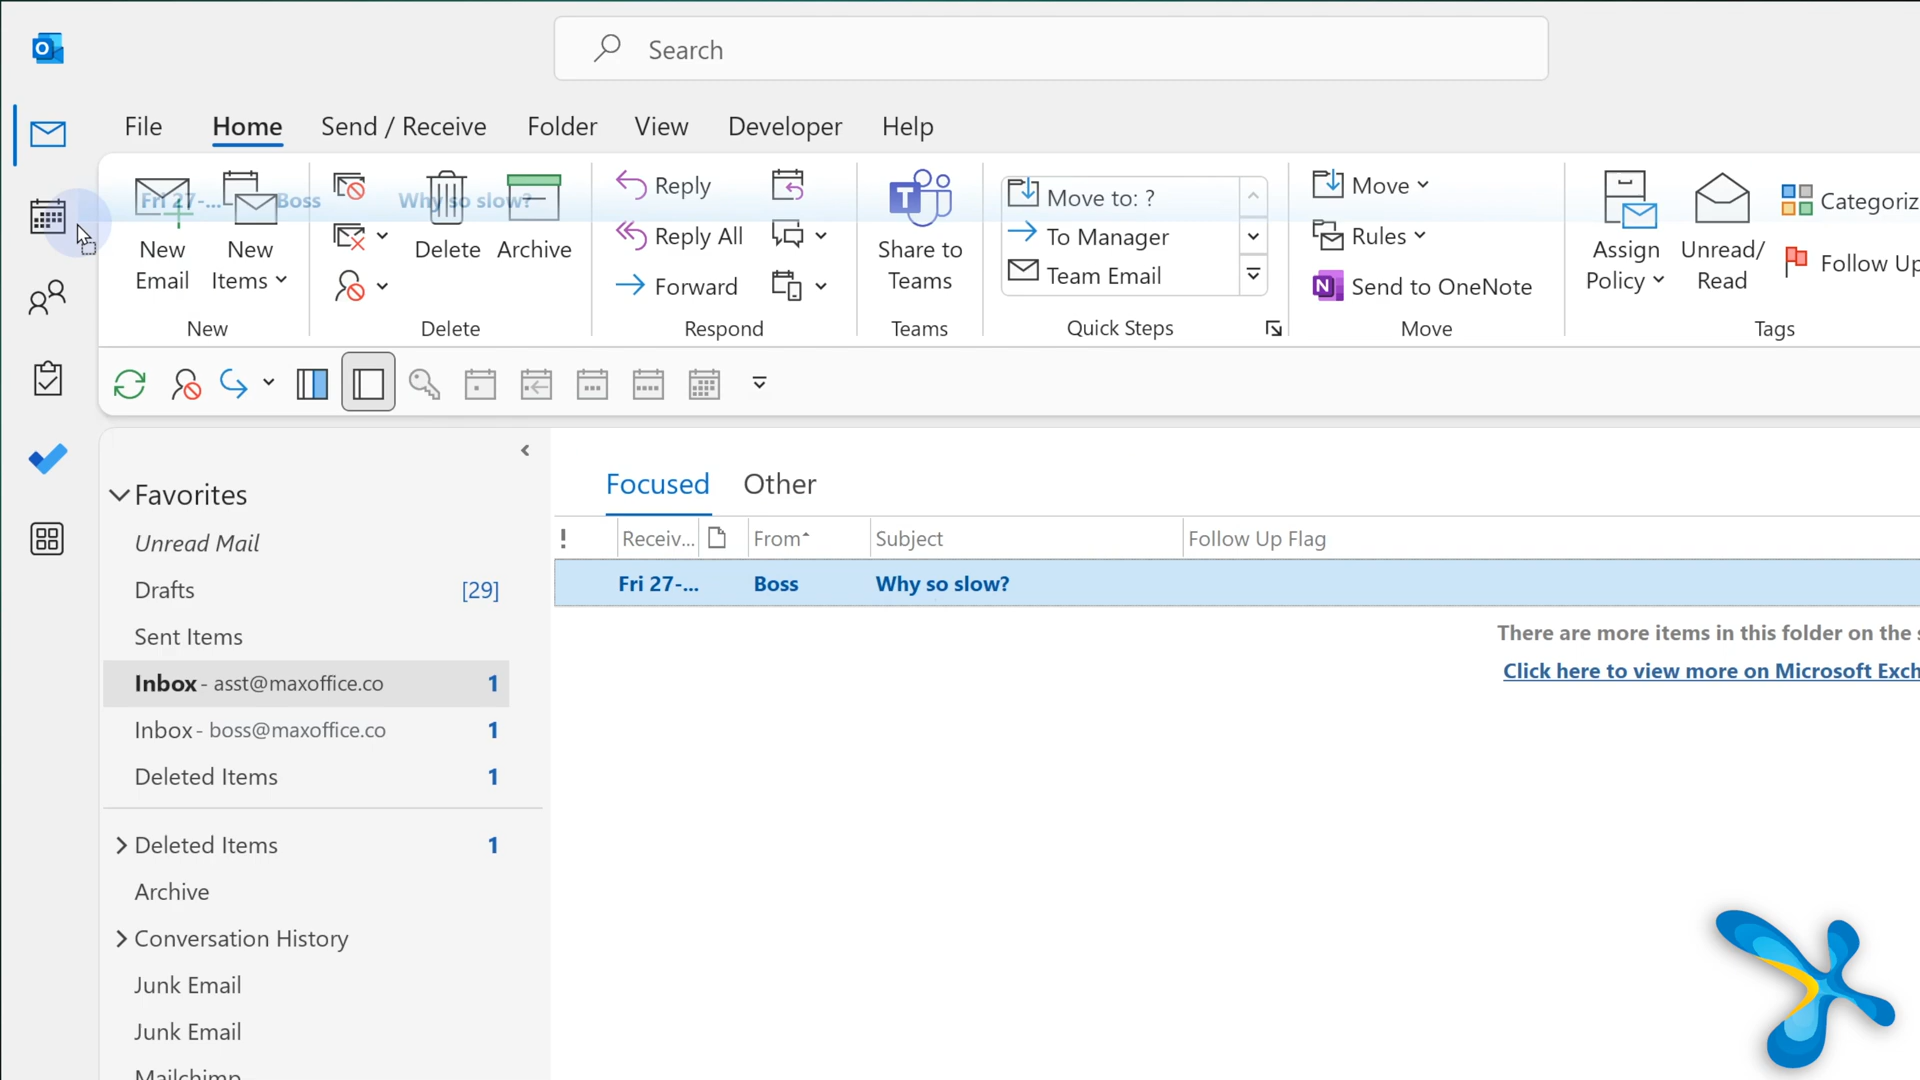 Search
File Home Send / Receive Folder View Developer Help
Fri 27-... Boss Why so slow?
New Email
New Items
Delete
Archive
Reply
Reply All
Forward
Share to Teams
Move to: ?
To Manager
Team Email
Move
Rules
Send to OneNote
Assign Policy
Unread/ Read
Categoriz
Follow Up
New Delete Respond Teams Quick Steps Move Tags
Favorites
Unread Mail
Drafts [29]
Sent Items
Inbox - asst@maxoffice.co 1
Inbox - boss@maxoffice.co 1
Deleted Items 1
Deleted Items 1
Archive
Conversation History
Junk Email
Junk Email
Mailchimp
Focused Other
! Receiv... From Subject Follow Up Flag
Fri 27-... Boss Why so slow?
There are more items in this folder on the s
Click here to view more on Microsoft Exch